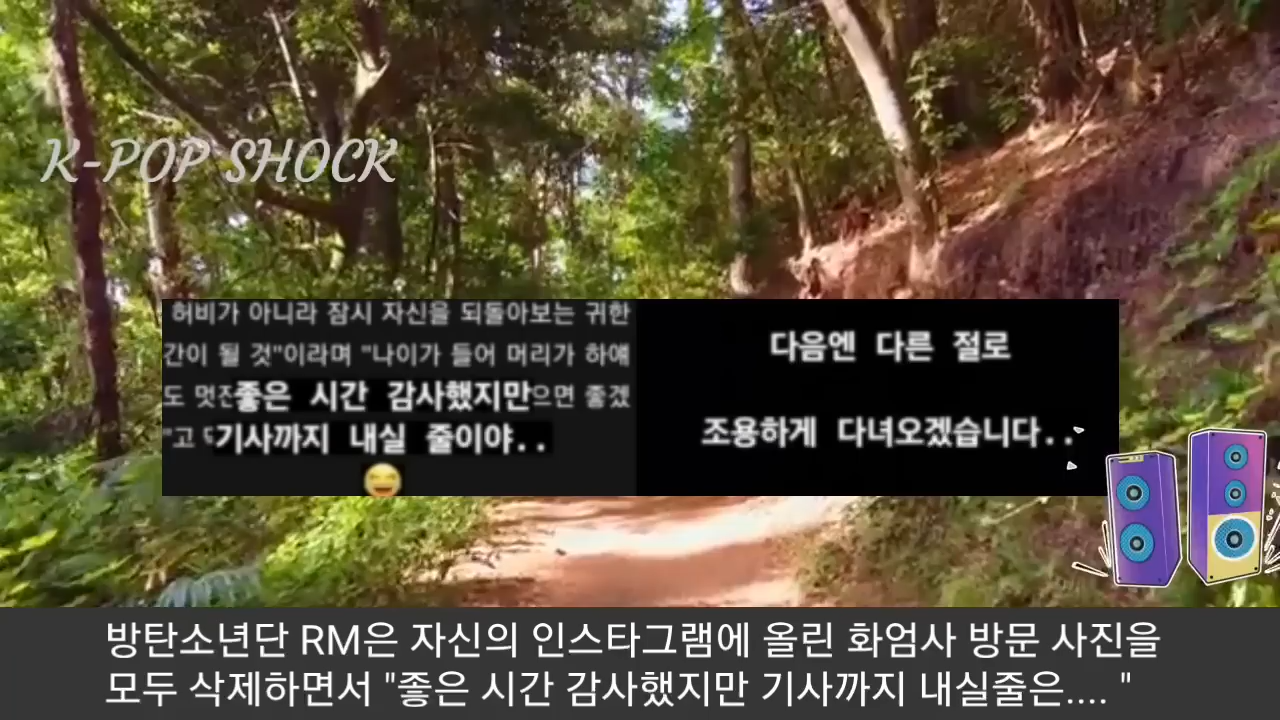 K-POP SHOCK
허비가 아니라 잠시 자신을 되돌아보는 귀한
간이 될 것"이라며 "나이가 들어 머리가 하얘
도 멋진 으면 좋겠
좋은 시간 감사했지만
"고
기사까지 내실 줄이야..
다음엔 다른 절로
조용하게 다녀오겠습니다..
방탄소년단 RM은 자신의 인스타그램에 올린 화엄사 방문 사진을
모두 삭제하면서 "좋은 시간 감사했지만 기사까지 내실줄은.... "